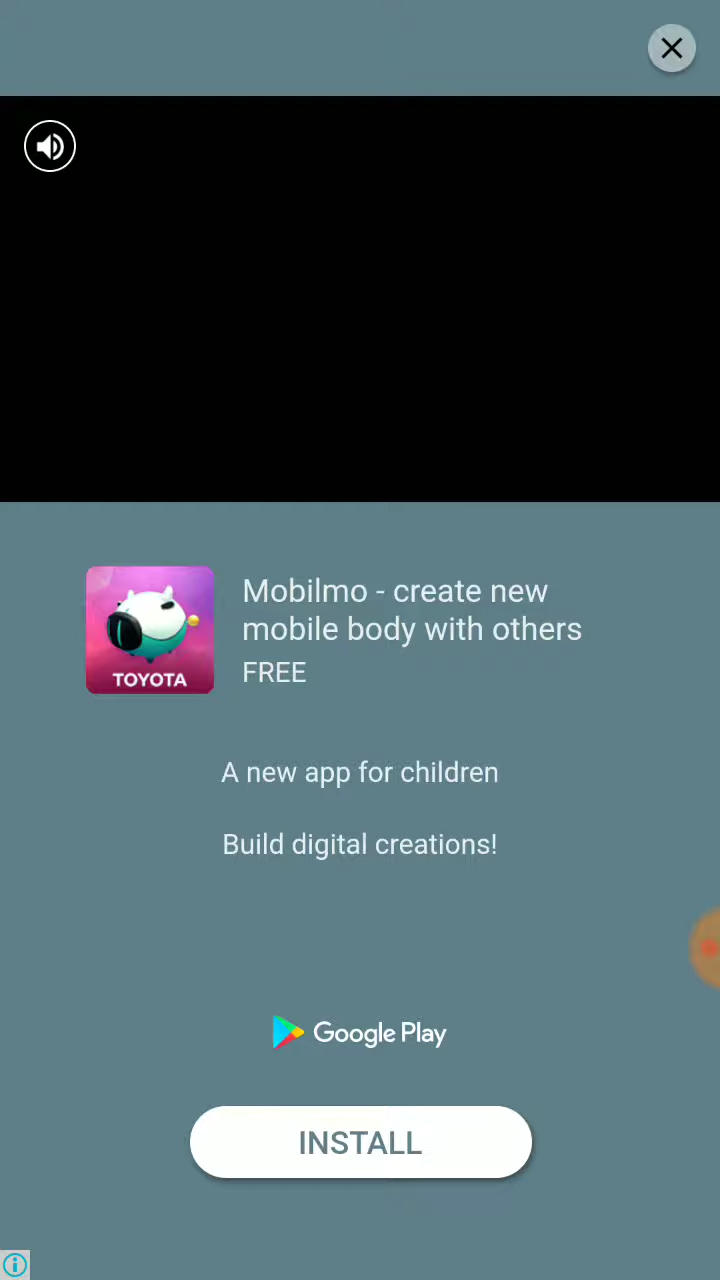 TOYOTA
Mobilmo - create new
mobile body with others
FREE
A new app for children
Build digital creations!
Google Play
INSTALL